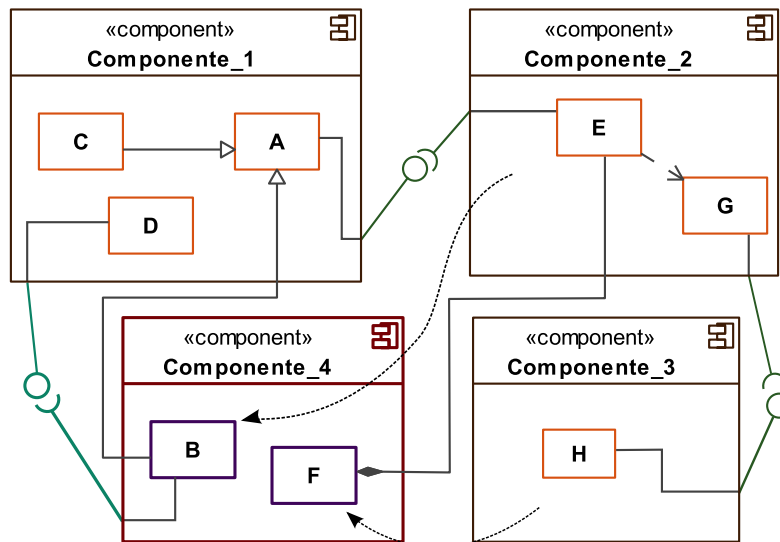 «component»
Componente_1
C
A
D
«component»
Componente_2
E
G
«component»
Componente_4
B
F
«component»
Componente_3
H